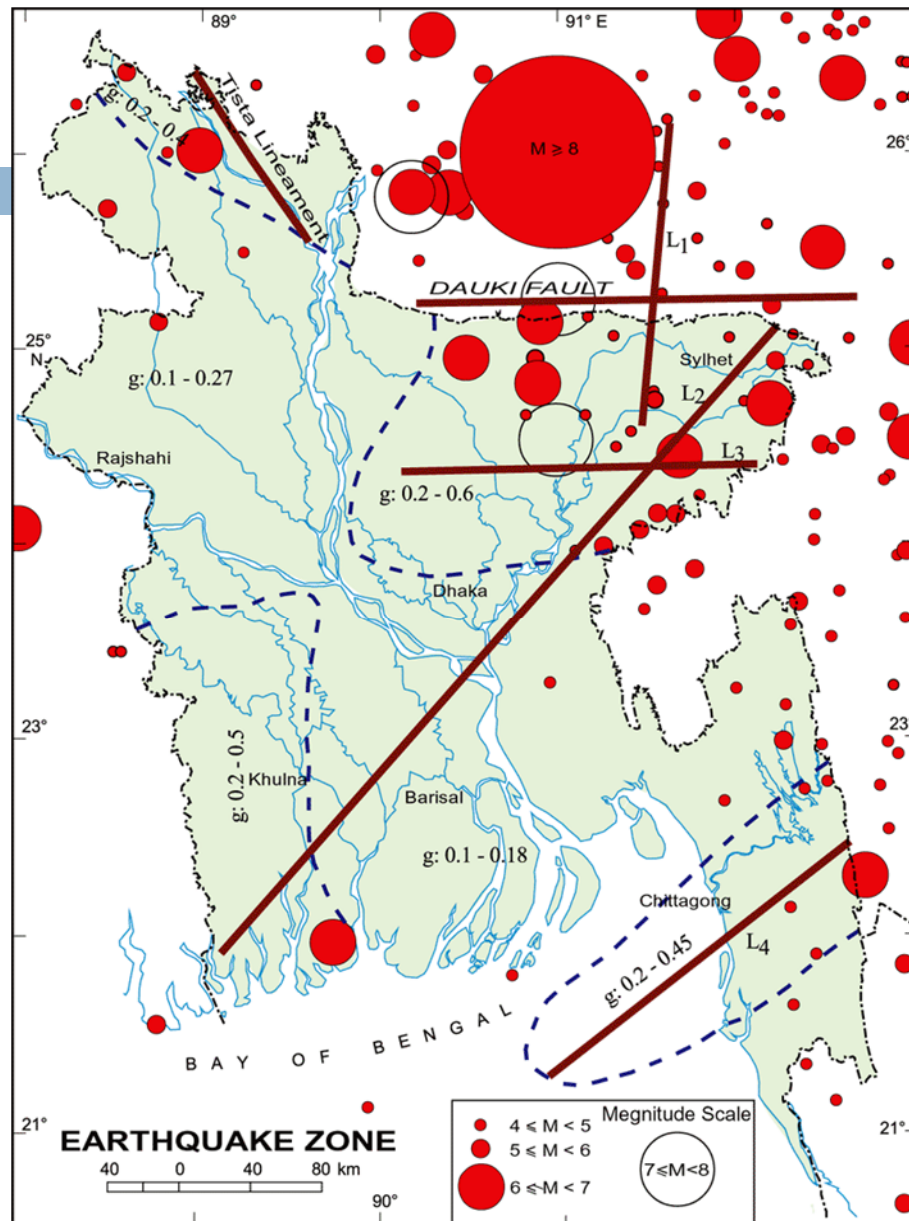 89°
91° E
26°
Tista Lineament
g: 0.2 - 0.4
M ⩾ 8
L1
DAUKI FAULT
25°
N
Sylhet
g: 0.1 - 0.27
L2
Rajshahi
L3
g: 0.2 - 0.6
Dhaka
23°
23°
g: 0.2 - 0.5
Khulna
Barisal
g: 0.1 - 0.18
Chittagong
L4
g: 0.2 - 0.45
BAY OF BENGAL
21°
21°
EARTHQUAKE ZONE
40 0 40 80 km
90°
Megnitude Scale
4 ⩽ M < 5
5 ⩽ M < 6
6 ⩽ M < 7
7 ⩽M<8